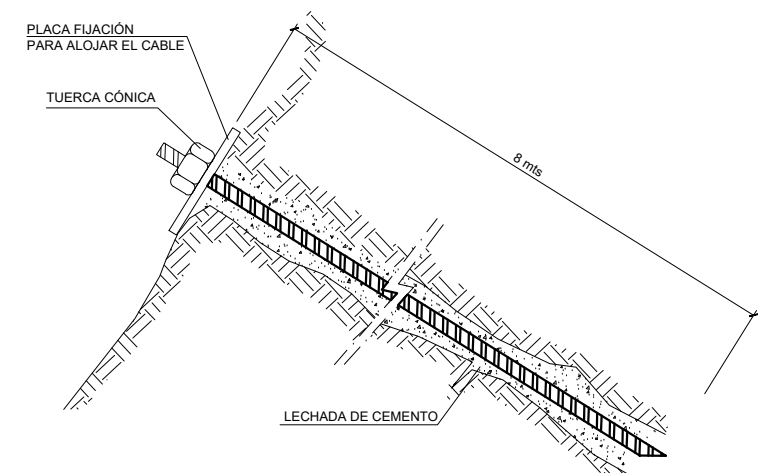 PLACA FIJACIÓN
PARA ALOJAR EL CABLE
TUERCA CÓNICA
8 mts
LECHADA DE CEMENTO